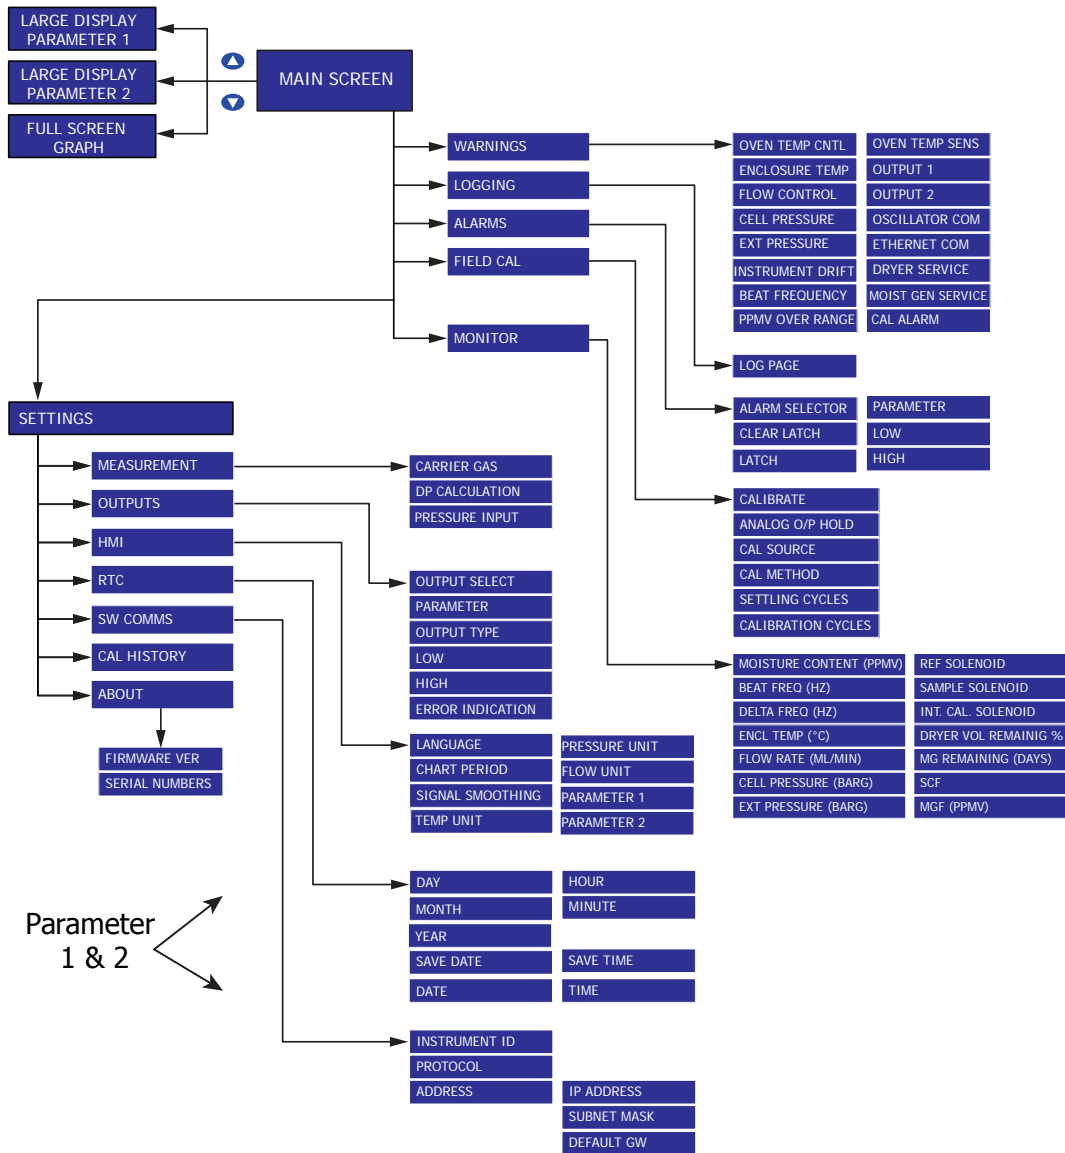 LARGE DISPLAY
PARAMETER 1
LARGE DISPLAY
PARAMETER 2
FULL SCREEN
GRAPH
MAIN SCREEN
WARNINGS
LOGGING
ALARMS
FIELD CAL
MONITOR
OVEN TEMP CNTL
OVEN TEMP SENS
ENCLOSURE TEMP
OUTPUT 1
FLOW CONTROL
OUTPUT 2
CELL PRESSURE
OSCILLATOR COM
EXT PRESSURE
ETHERNET COM
INSTRUMENT DRIFT
DRYER SERVICE
BEAT FREQUENCY
MOIST GEN SERVICE
PPMV OVER RANGE
CAL ALARM
LOG PAGE
ALARM SELECTOR
PARAMETER
CLEAR LATCH
LOW
LATCH
HIGH
CALIBRATE
ANALOG O/P HOLD
CAL SOURCE
CAL METHOD
SETTLING CYCLES
CALIBRATION CYCLES
MOISTURE CONTENT (PPMV)
REF SOLENOID
BEAT FREQ (HZ)
SAMPLE SOLENOID
DELTA FREQ (HZ)
INT. CAL. SOLENOID
ENCL TEMP (°C)
DRYER VOL REMAINIG %
FLOW RATE (ML/MIN)
MG REMAINING (DAYS)
CELL PRESSURE (BARG)
SCF
EXT PRESSURE (BARG)
MGF (PPMV)
SETTINGS
MEASUREMENT
OUTPUTS
HMI
RTC
SW COMMS
CAL HISTORY
ABOUT
FIRMWARE VER
SERIAL NUMBERS
CARRIER GAS
DP CALCULATION
PRESSURE INPUT
OUTPUT SELECT
PARAMETER
OUTPUT TYPE
LOW
HIGH
ERROR INDICATION
LANGUAGE
PRESSURE UNIT
CHART PERIOD
FLOW UNIT
SIGNAL SMOOTHING
PARAMETER 1
TEMP UNIT
PARAMETER 2
DAY
HOUR
MONTH
MINUTE
YEAR
SAVE DATE
SAVE TIME
DATE
TIME
Parameter
1 & 2
INSTRUMENT ID
PROTOCOL
ADDRESS
IP ADDRESS
SUBNET MASK
DEFAULT GW